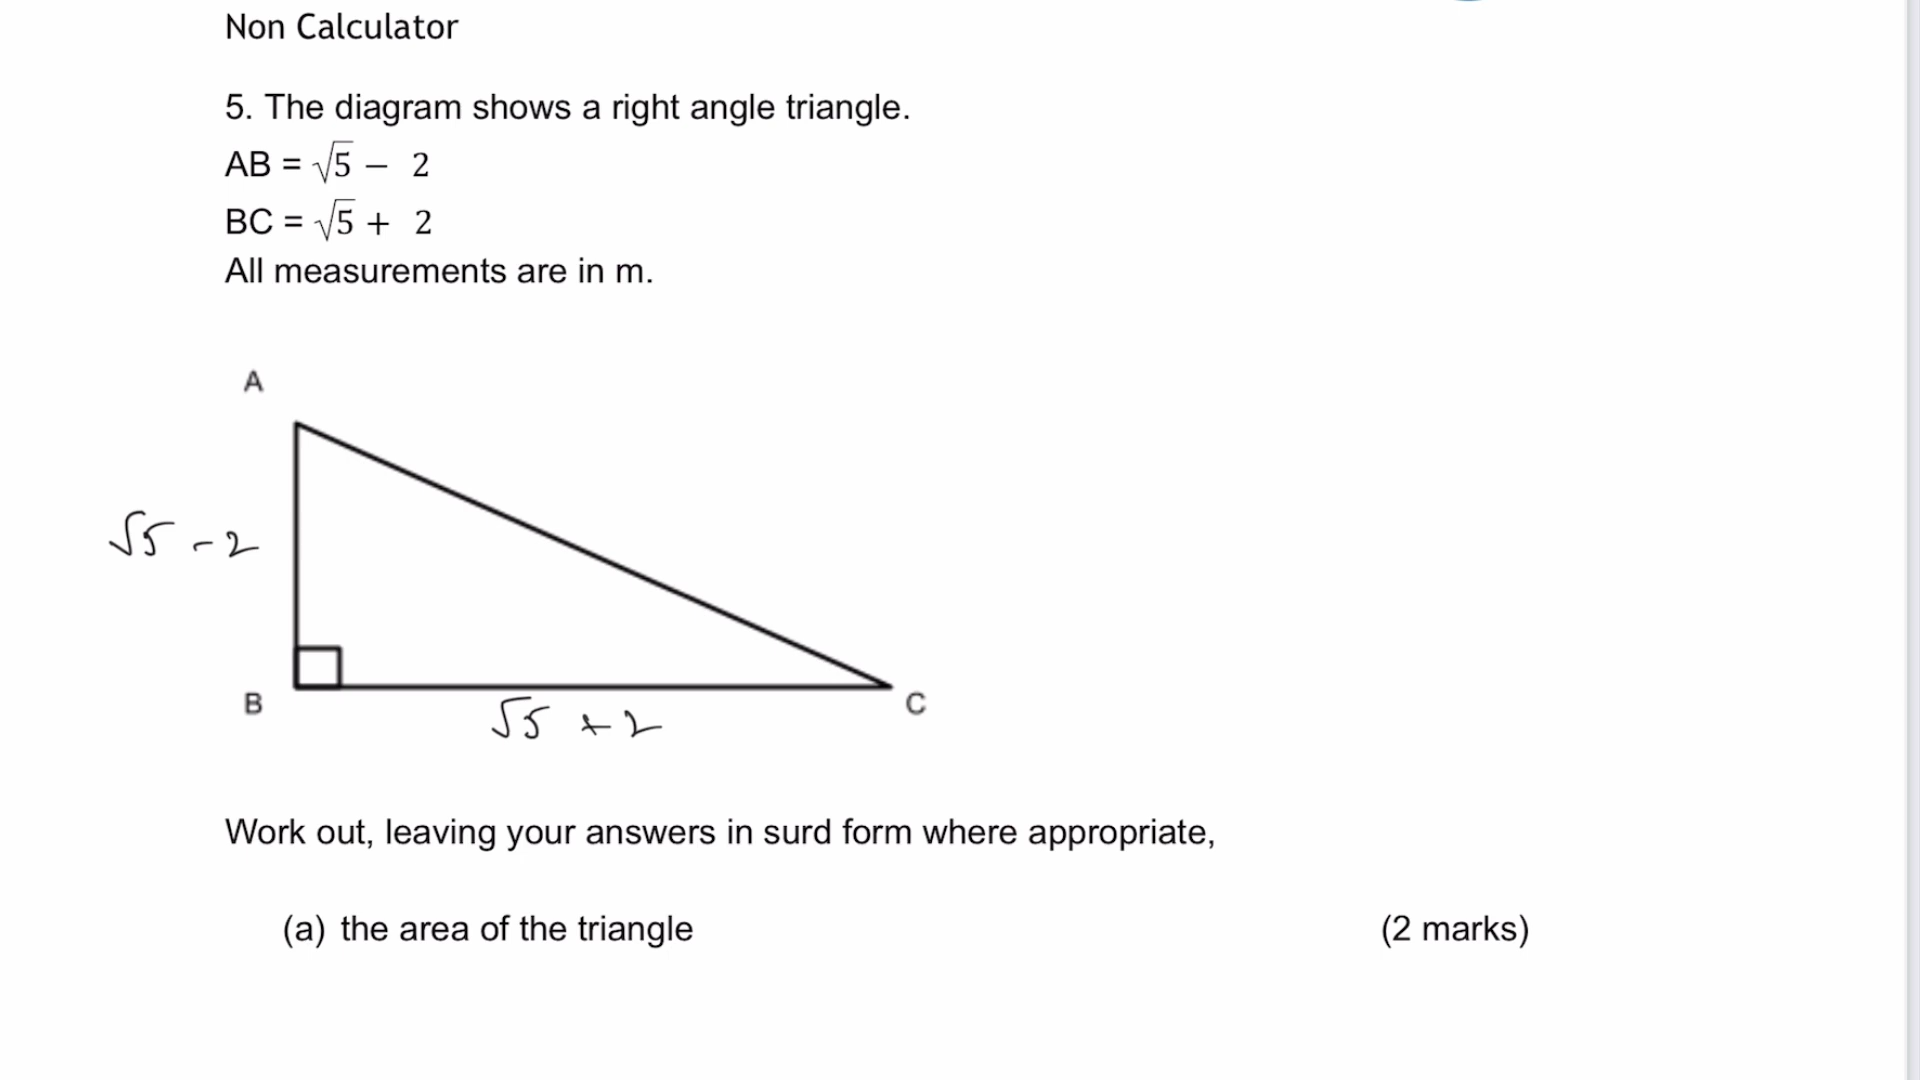 Non Calculator
5. The diagram shows a right angle triangle.
AB = √5 − 2
BC = √5 + 2
All measurements are in m.
A
√5 - 2
B
C
√5 + 2
Work out, leaving your answers in surd form where appropriate,
(a) the area of the triangle (2 marks)